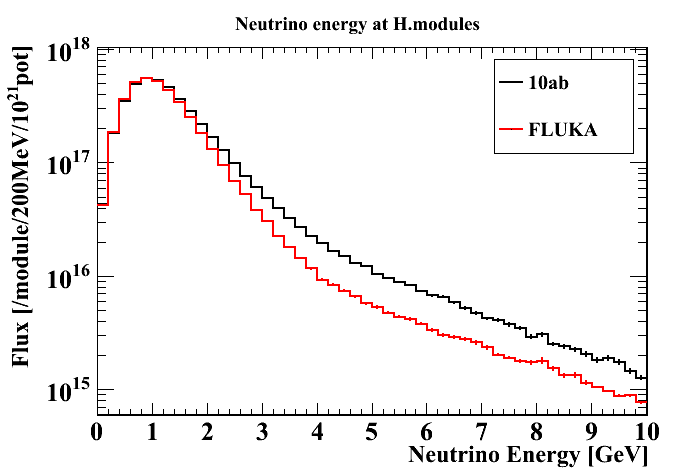 Neutrino energy at H.modules
Flux [/module/200MeV/10²¹pot]
10¹⁸
10¹⁷
10¹⁶
10¹⁵
10ab
FLUKA
0 1 2 3 4 5 6 7 8 9 10
Neutrino Energy [GeV]